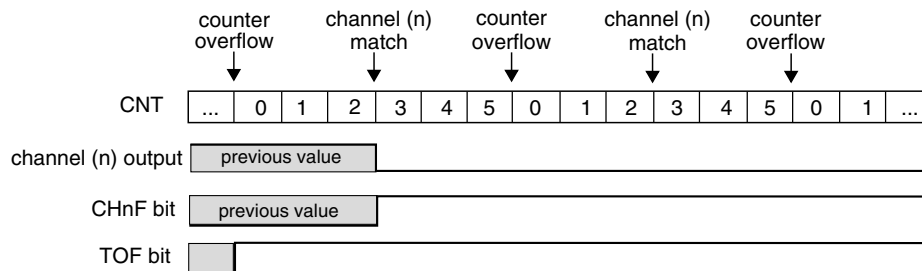 counter
overflow
channel (n)
match
counter
overflow
channel (n)
match
counter
overflow
CNT ... 0 1 2 3 4 5 0 1 2 3 4 5 0 1 ...
channel (n) output previous value
CHnF bit previous value
TOF bit